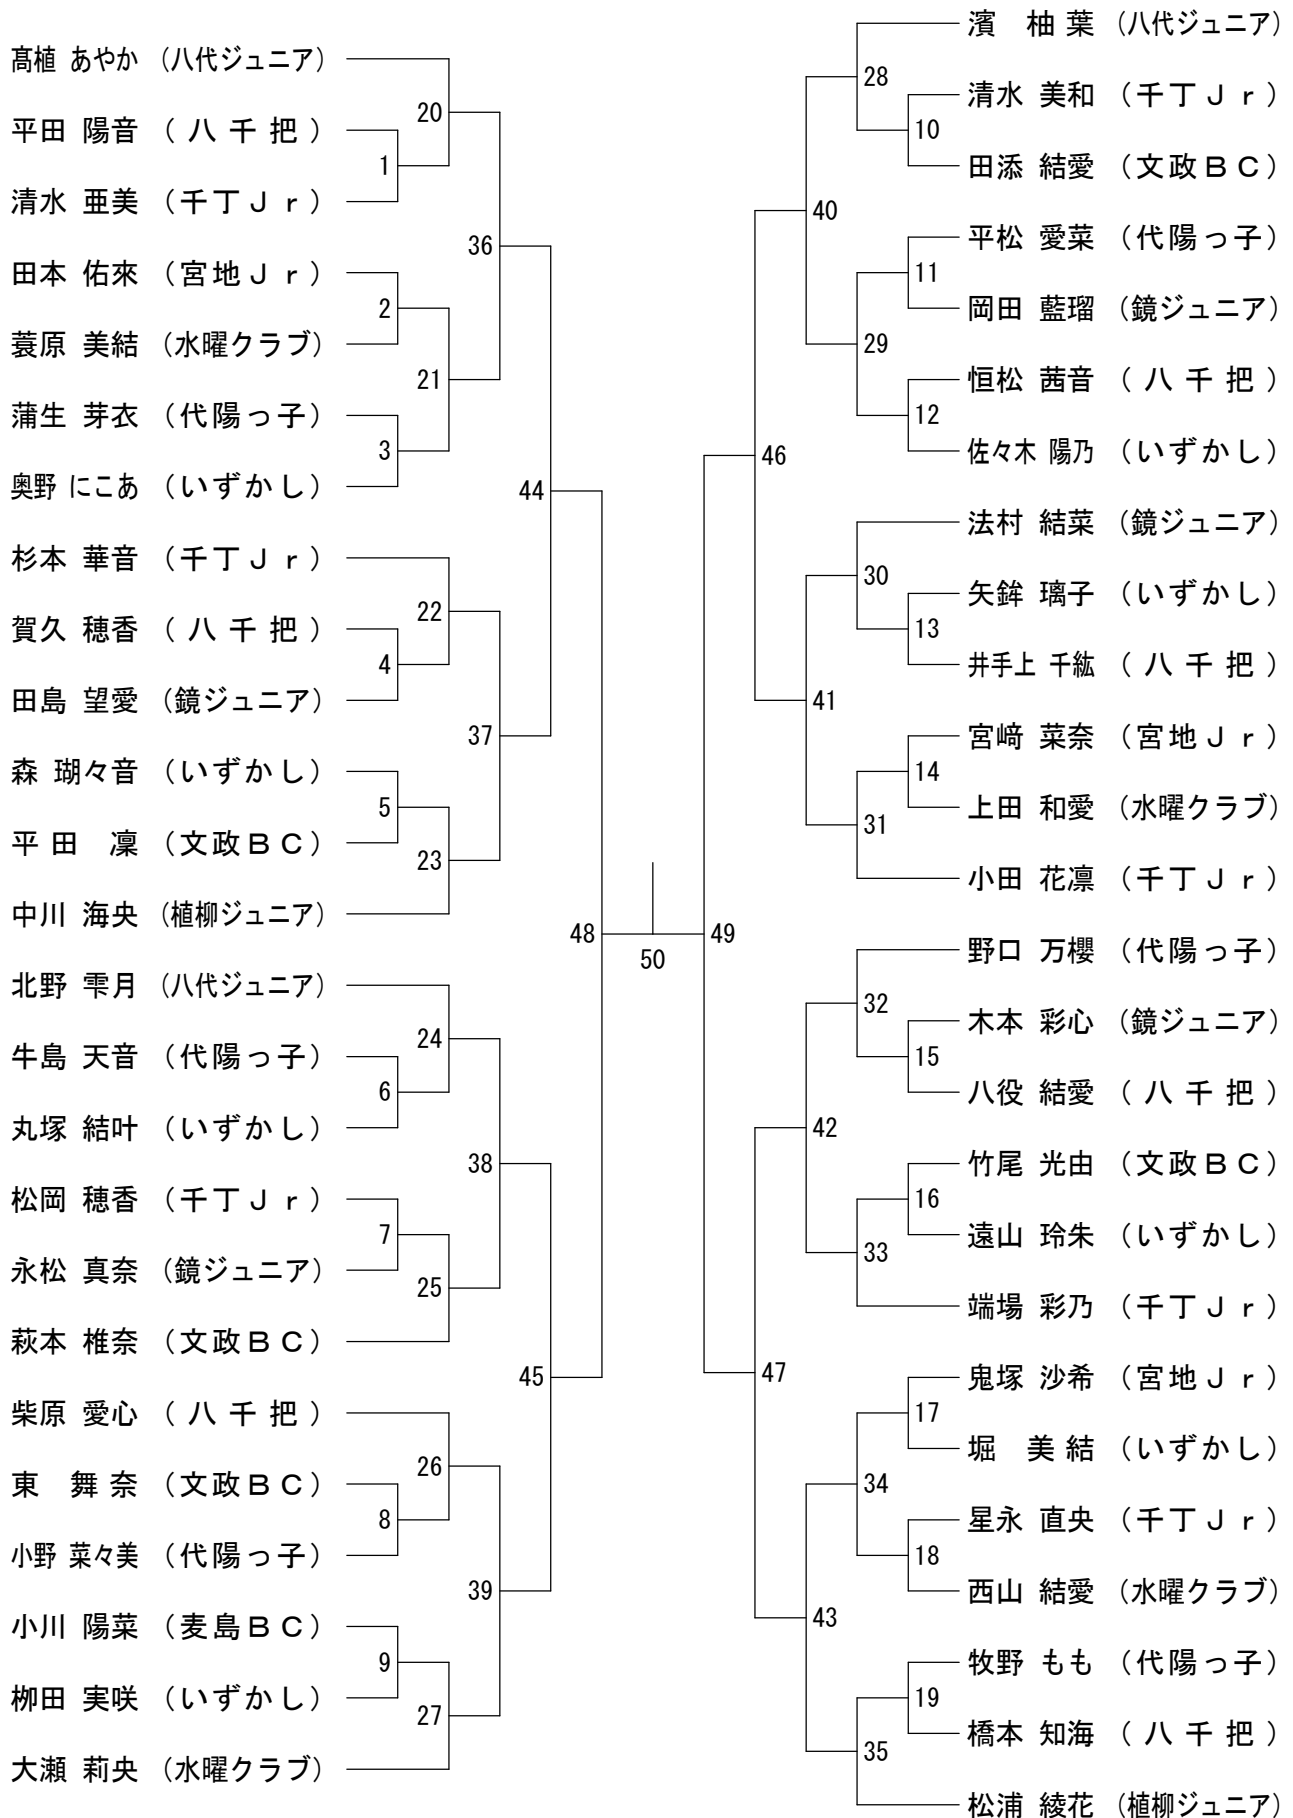 髙植 あやか (八代ジュニア)
平田 陽音 (八千把)
清水 亜美 (千丁Ｊｒ)
田本 佑來 (宮地Ｊｒ)
蓑原 美結 (水曜クラブ)
蒲生 芽衣 (代陽っ子)
奥野 にこあ (いずかし)
杉本 華音 (千丁Ｊｒ)
賀久 穂香 (八千把)
田島 望愛 (鏡ジュニア)
森 瑚々音 (いずかし)
平田 凜 (文政ＢＣ)
中川 海央 (植柳ジュニア)
北野 雫月 (八代ジュニア)
牛島 天音 (代陽っ子)
丸塚 結叶 (いずかし)
松岡 穂香 (千丁Ｊｒ)
永松 真奈 (鏡ジュニア)
萩本 椎奈 (文政ＢＣ)
柴原 愛心 (八千把)
東 舞奈 (文政ＢＣ)
小野 菜々美 (代陽っ子)
小川 陽菜 (麦島ＢＣ)
栁田 実咲 (いずかし)
大瀬 莉央 (水曜クラブ)
1
2
3
4
5
6
7
8
9
20
21
22
23
24
25
26
27
36
37
38
39
44
45
48
50
49
46
47
40
41
42
43
28
29
30
31
32
33
34
35
10
11
12
13
14
15
16
17
18
19
濱 柚葉 (八代ジュニア)
清水 美和 (千丁Ｊｒ)
田添 結愛 (文政ＢＣ)
平松 愛菜 (代陽っ子)
岡田 藍瑠 (鏡ジュニア)
恒松 茜音 (八千把)
佐々木 陽乃 (いずかし)
法村 結菜 (鏡ジュニア)
矢鉾 璃子 (いずかし)
井手上 千紘 (八千把)
宮﨑 菜奈 (宮地Ｊｒ)
上田 和愛 (水曜クラブ)
小田 花凛 (千丁Ｊｒ)
野口 万櫻 (代陽っ子)
木本 彩心 (鏡ジュニア)
八役 結愛 (八千把)
竹尾 光由 (文政ＢＣ)
遠山 玲朱 (いずかし)
端場 彩乃 (千丁Ｊｒ)
鬼塚 沙希 (宮地Ｊｒ)
堀 美結 (いずかし)
星永 直央 (千丁Ｊｒ)
西山 結愛 (水曜クラブ)
牧野 もも (代陽っ子)
橋本 知海 (八千把)
松浦 綾花 (植柳ジュニア)